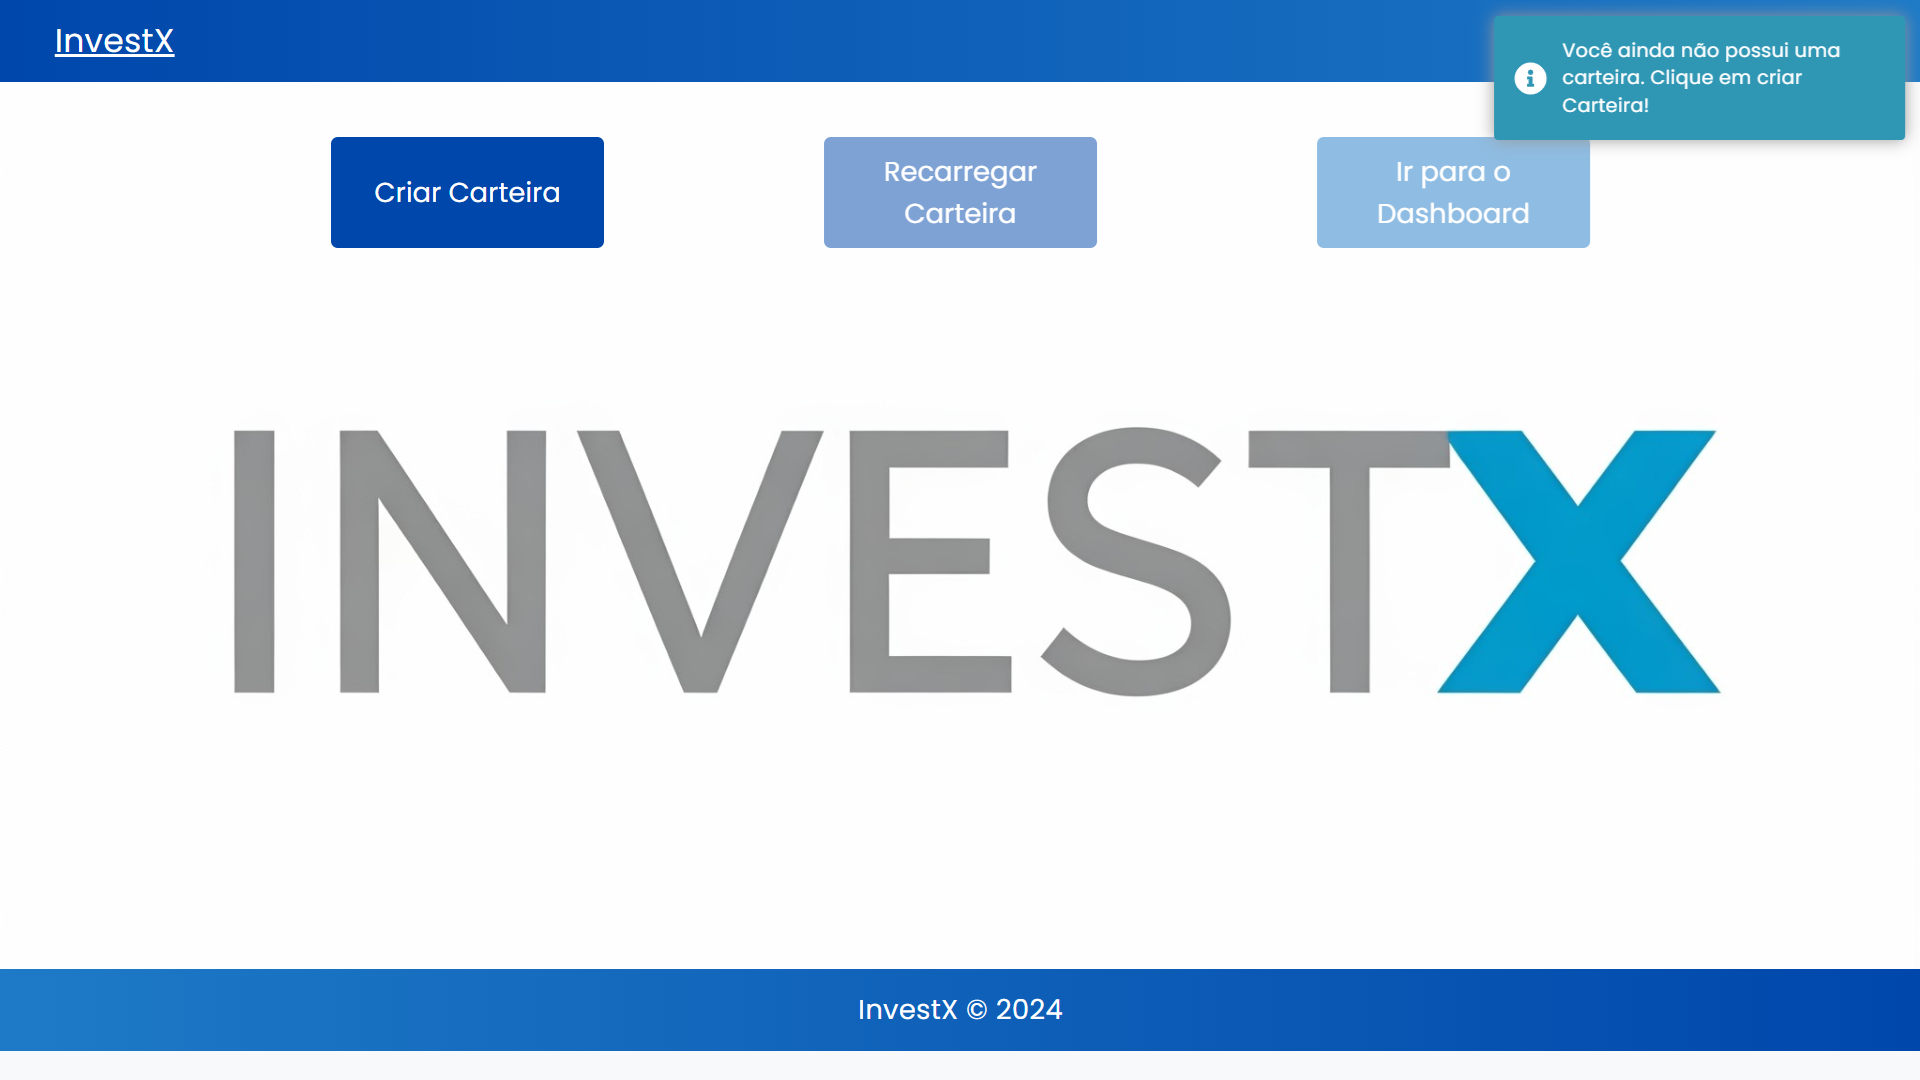 InvestX
Você ainda não possui uma
carteira. Clique em criar
Carteira!
Criar Carteira
Recarregar
Carteira
Ir para o
Dashboard
INVESTX
InvestX © 2024